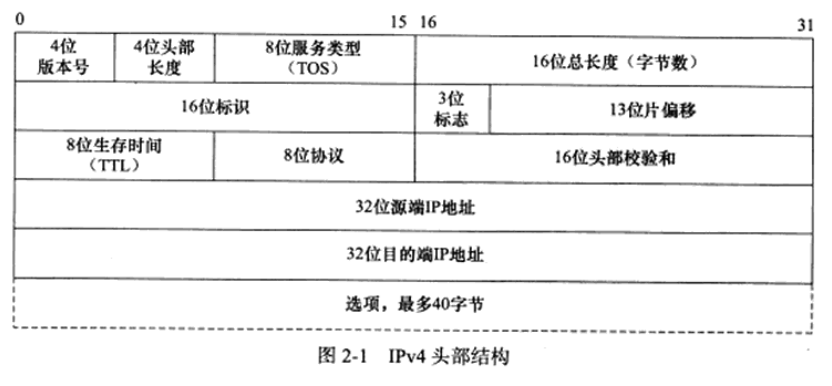 0 15 16 31
4位 4位头部 8位服务类型 16位总长度（字节数）
版本号 长度 （TOS）
16位标识 3位 13位片偏移
标志
8位生存时间 8位协议 16位头部校验和
（TTL）
32位源端IP地址
32位目的端IP地址
选项，最多40字节
图 2-1 IPv4 头部结构